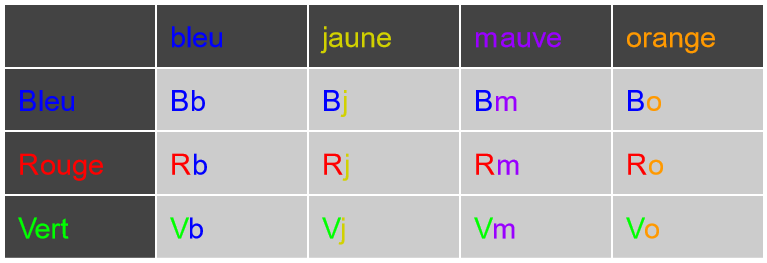 bleu jaune mauve orange
Bleu Bb Bj Bm Bo
Rouge Rb Rj Rm Ro
Vert Vb Vj Vm Vo